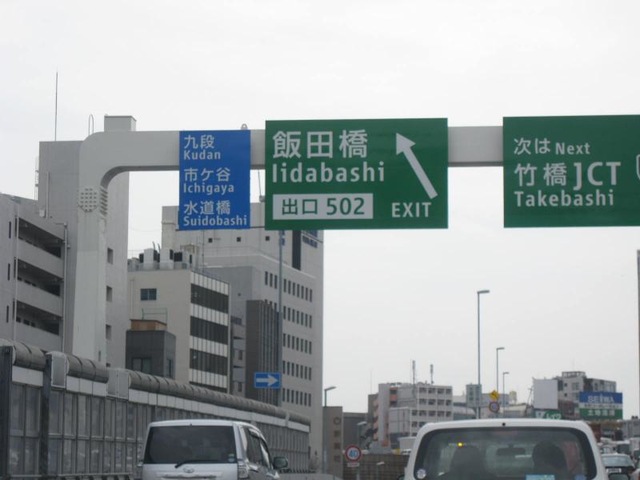 九段
Kudan
市ケ谷
Ichigaya
水道橋
Suidobashi
飯田橋
Iidabashi
出口 502
EXIT
次は Next
竹橋 JCT
Takebashi